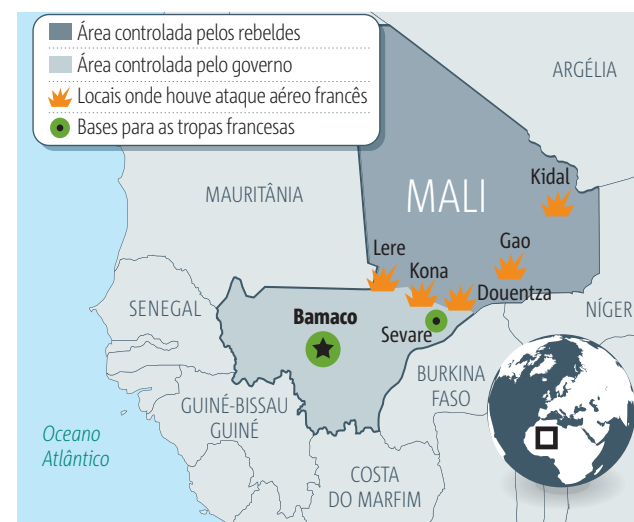 Área controlada pelos rebeldes
Área controlada pelo governo
Locais onde houve ataque aéreo francês
Bases para as tropas francesas
ARGÉLIA
MAURITÂNIA
MALI
Kidal
Lere
Gao
Kona
Douentza
SENEGAL
Bamaco
Sevare
NÍGER
BURKINA
FASO
GUINÉ-BISSAU
GUINÉ
Oceano
Atlântico
COSTA
DO MARFIM